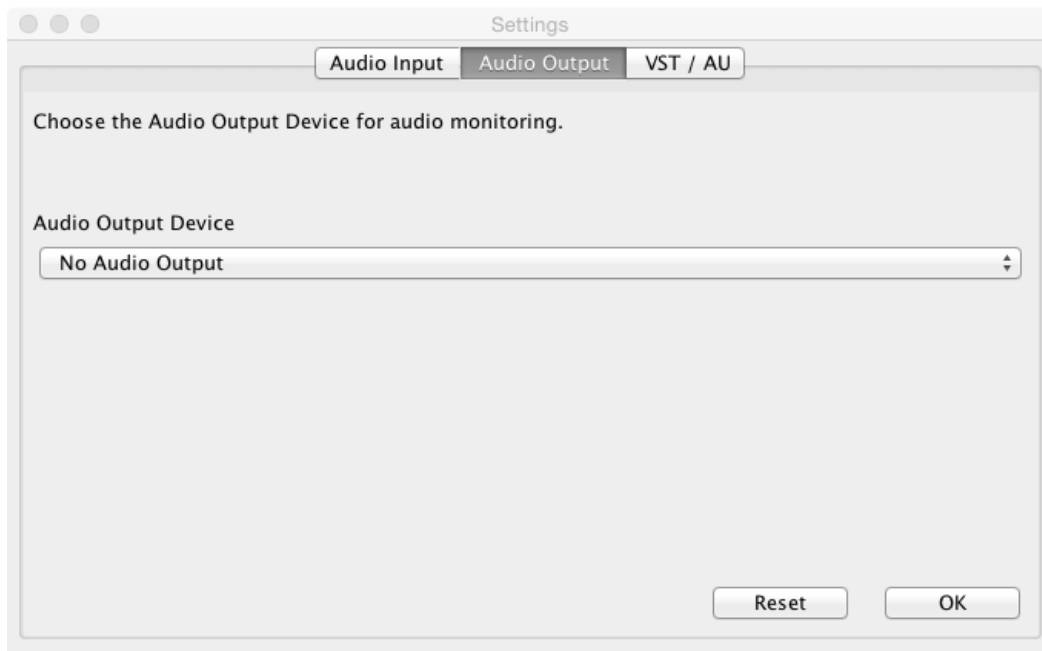 Settings
Audio Input Audio Output VST / AU
Choose the Audio Output Device for audio monitoring.
Audio Output Device
No Audio Output
Reset OK